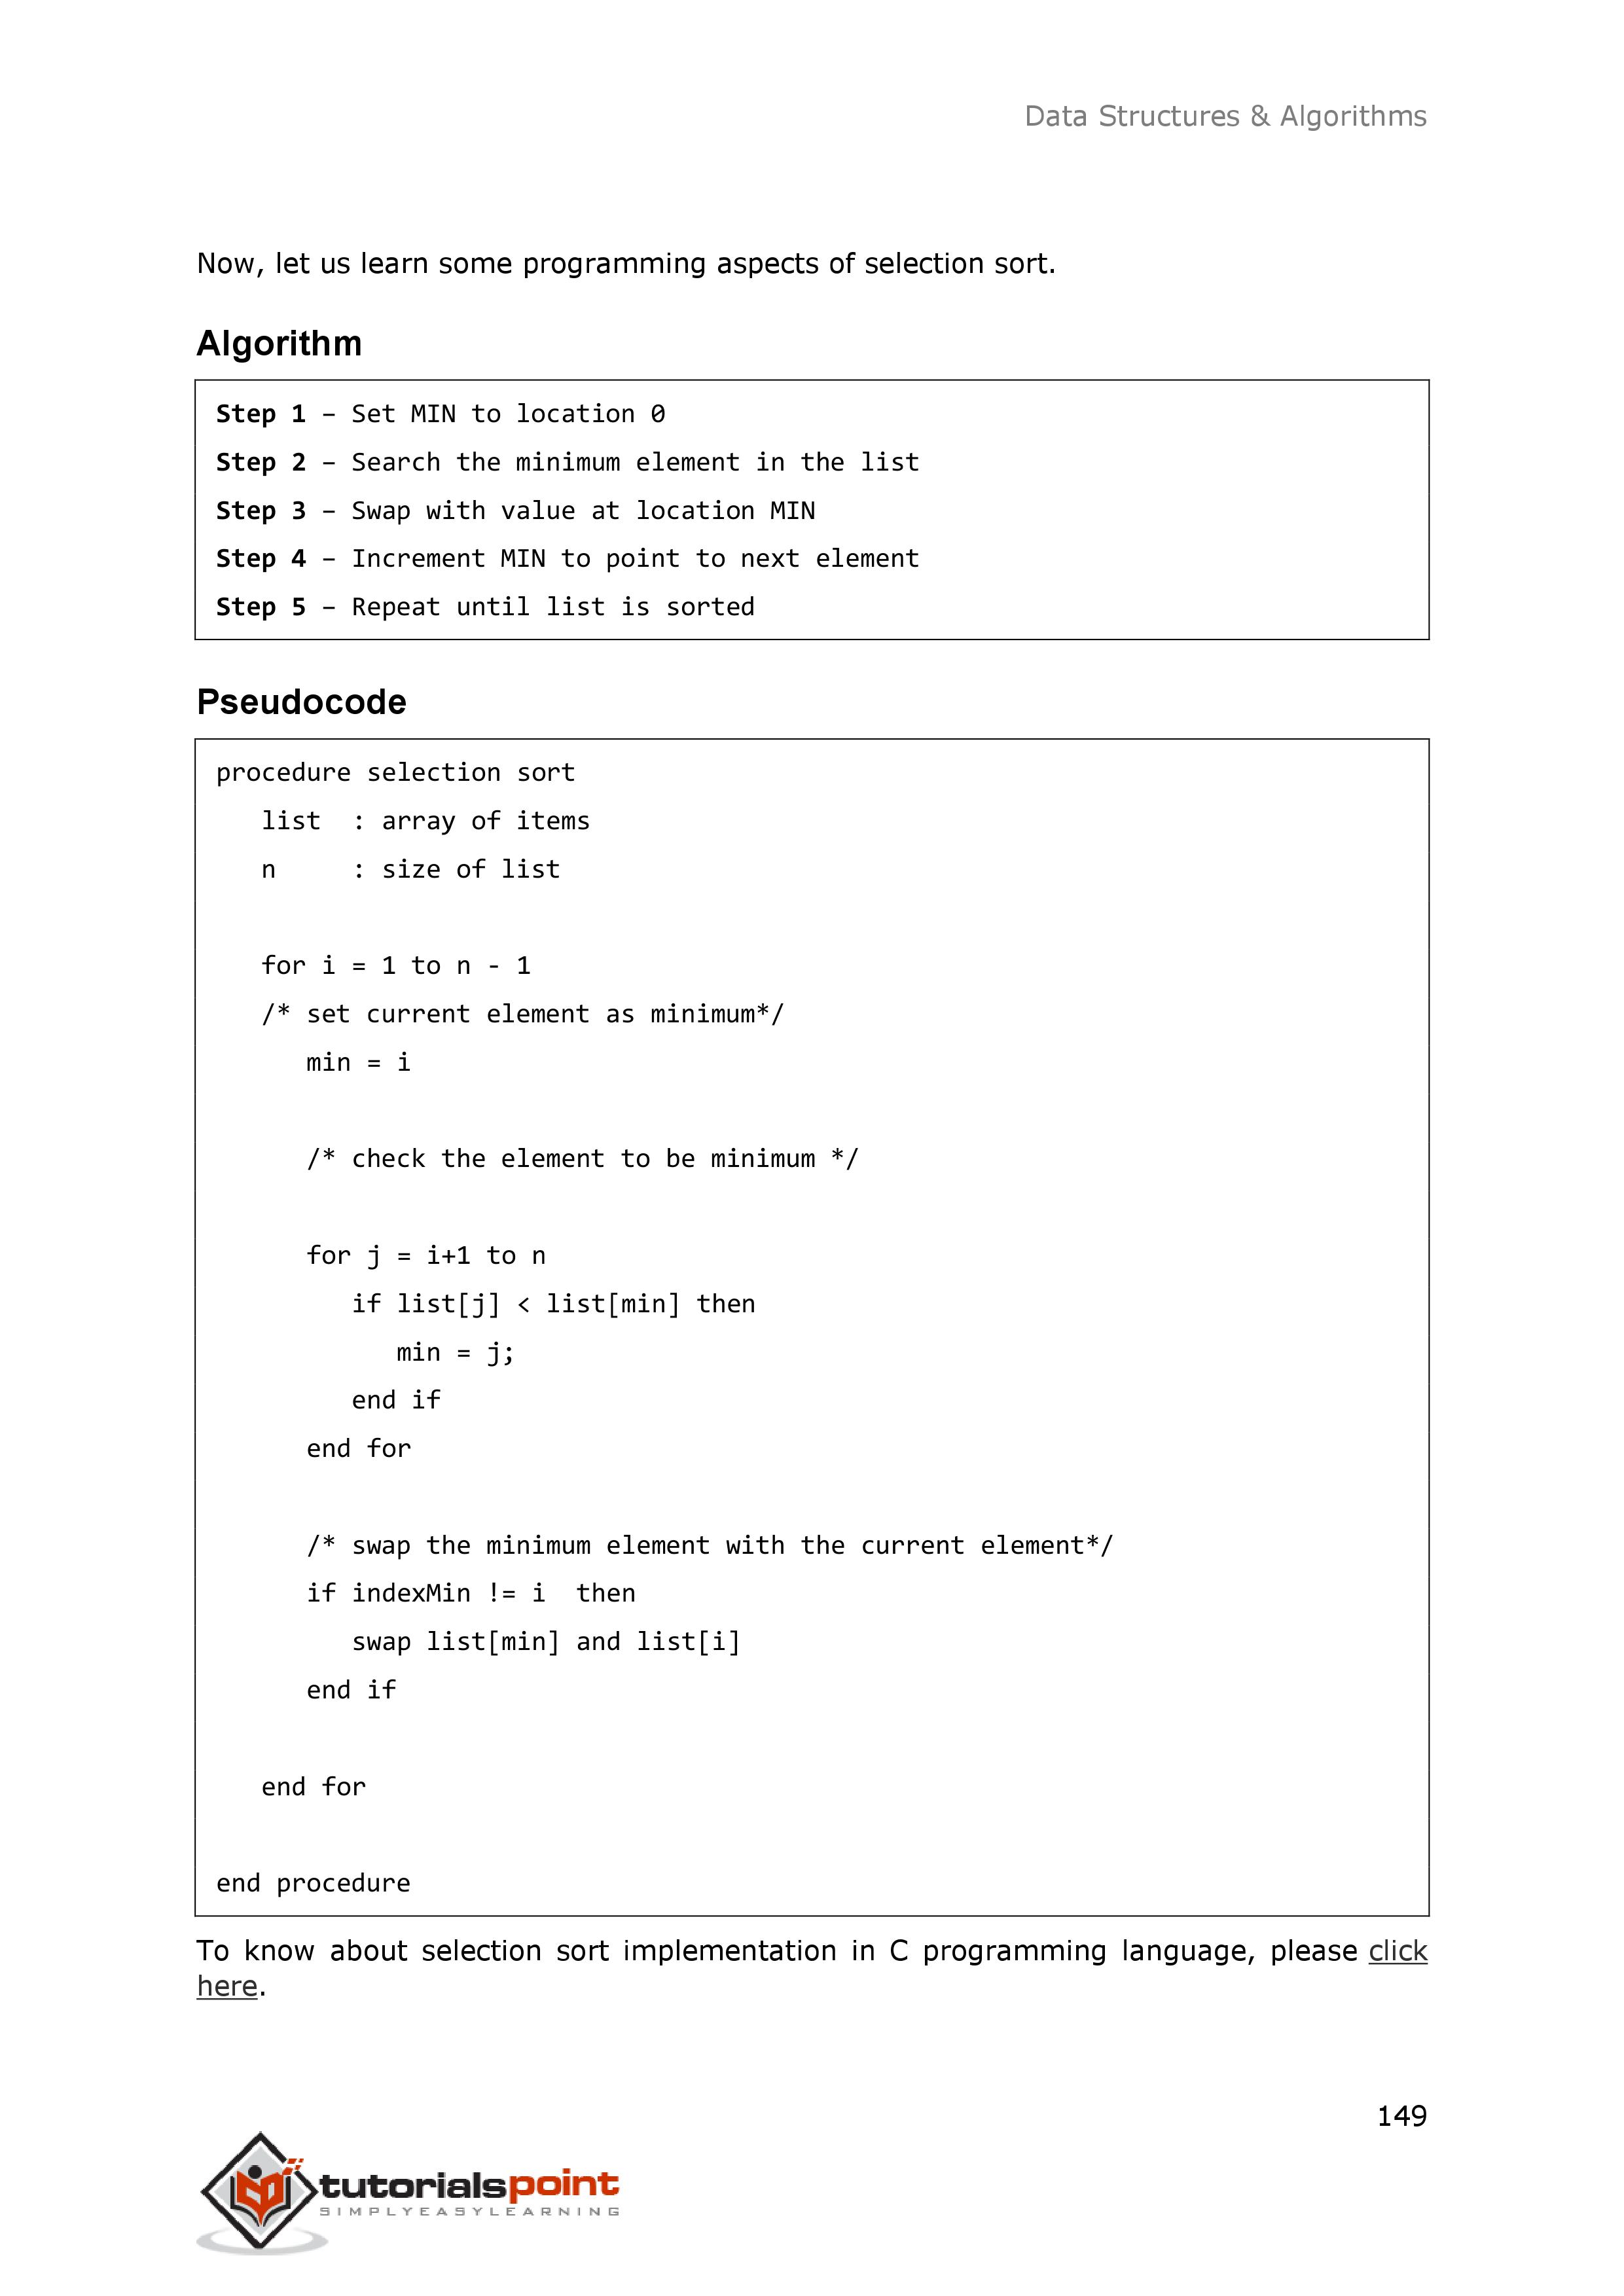 Data Structures & Algorithms
Now, let us learn some programming aspects of selection sort.
Algorithm
Step 1 – Set MIN to location 0
Step 2 – Search the minimum element in the list
Step 3 – Swap with value at location MIN
Step 4 – Increment MIN to point to next element
Step 5 – Repeat until list is sorted
Pseudocode
procedure selection sort
   list  : array of items
   n     : size of list
   for i = 1 to n - 1
   /* set current element as minimum*/
      min = i
      /* check the element to be minimum */
      for j = i+1 to n
         if list[j] < list[min] then
            min = j;
         end if
      end for
      /* swap the minimum element with the current element*/
      if indexMin != i  then
         swap list[min] and list[i]
      end if
   end for
end procedure
To know about selection sort implementation in C programming language, please click
here.
149
tutorialspoint
SIMPLYEASYLEARNING